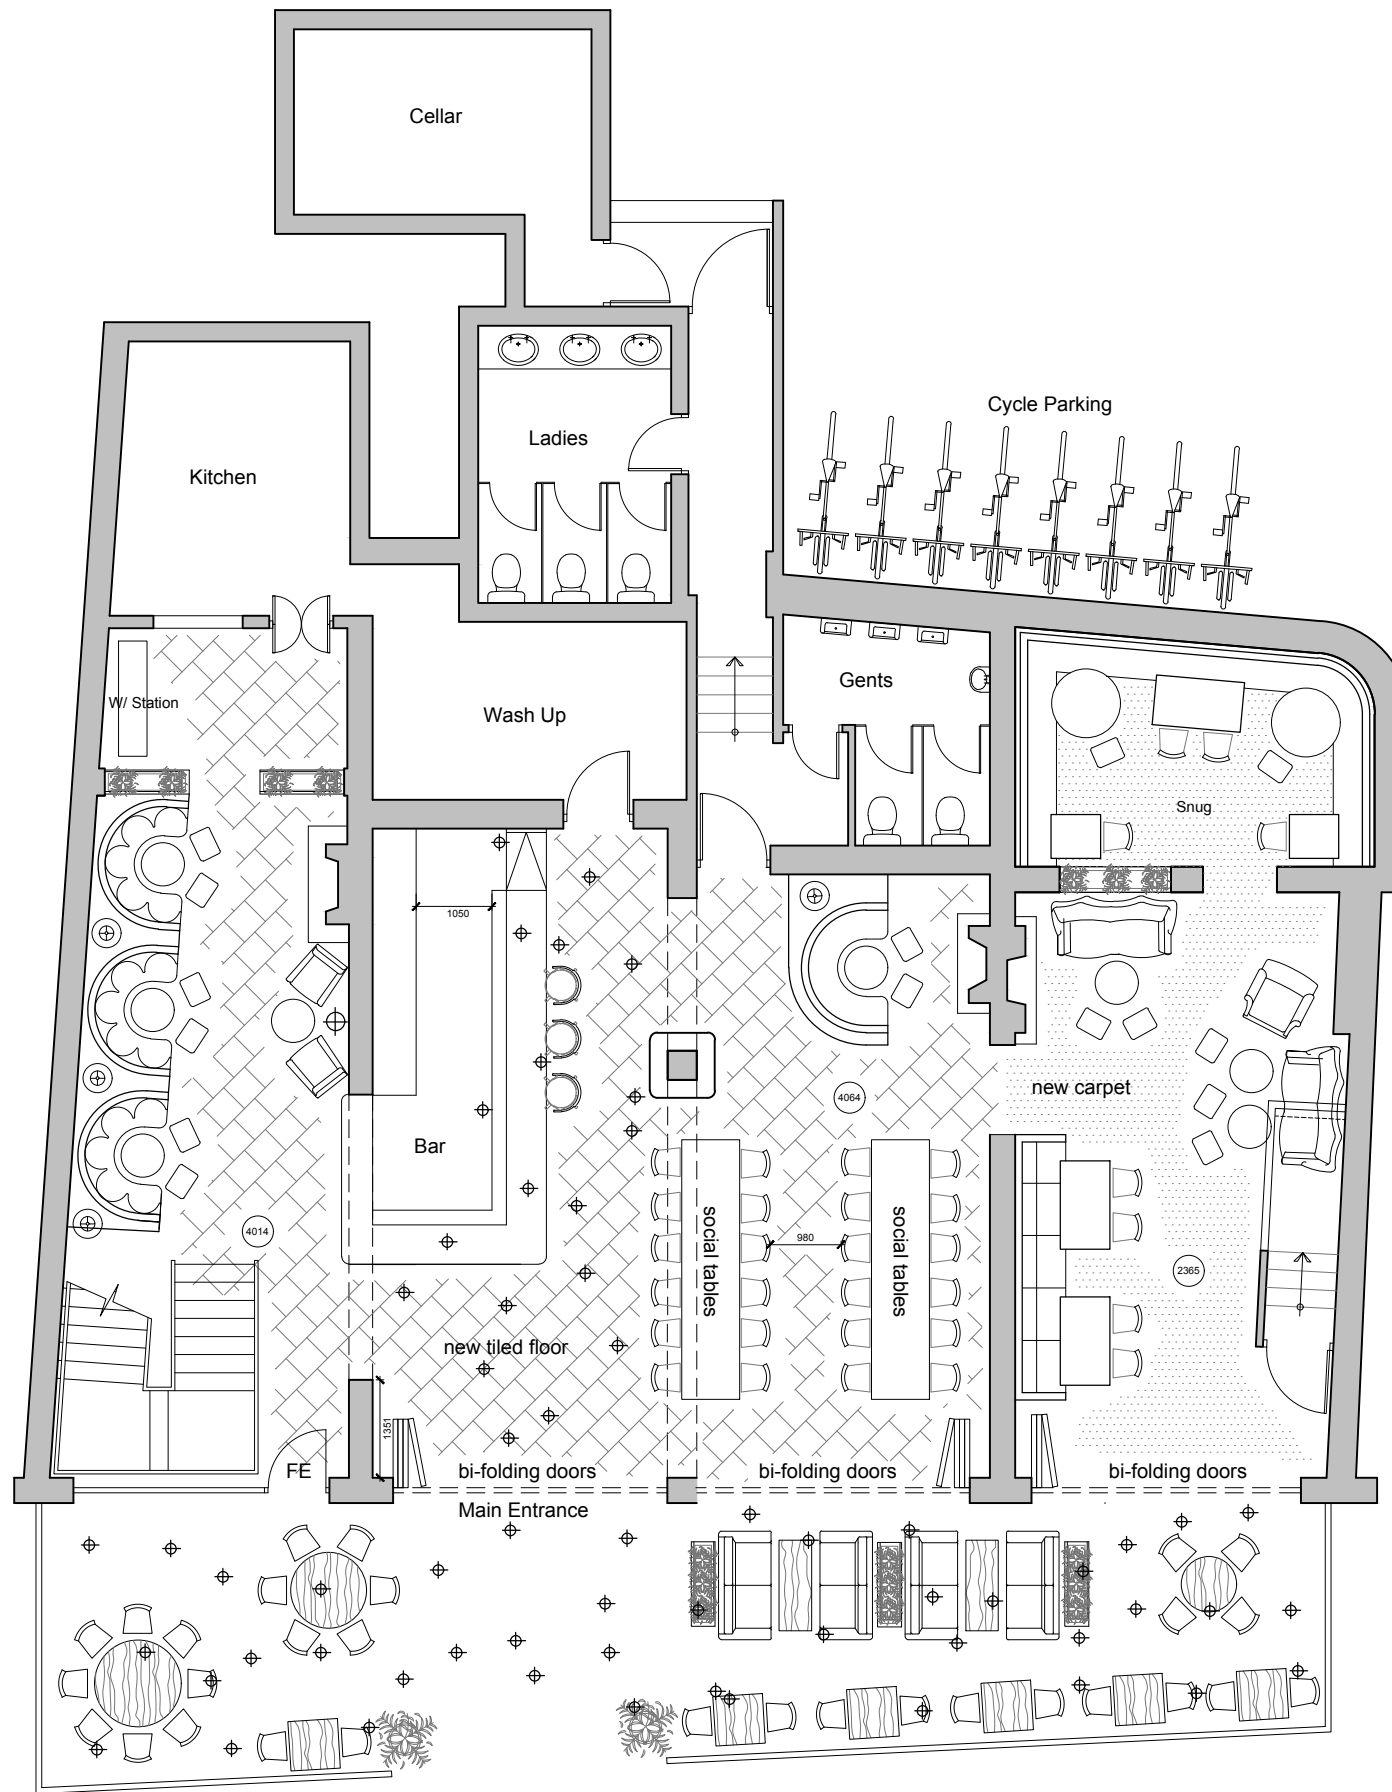 Cellar
Cycle Parking
Ladies
Kitchen
Gents
W/ Station
Wash Up
Snug
1050
new carpet
4064
Bar
social tables
social tables
4014
980
2365
new tiled floor
1351
FE
bi-folding doors
bi-folding doors
bi-folding doors
Main Entrance